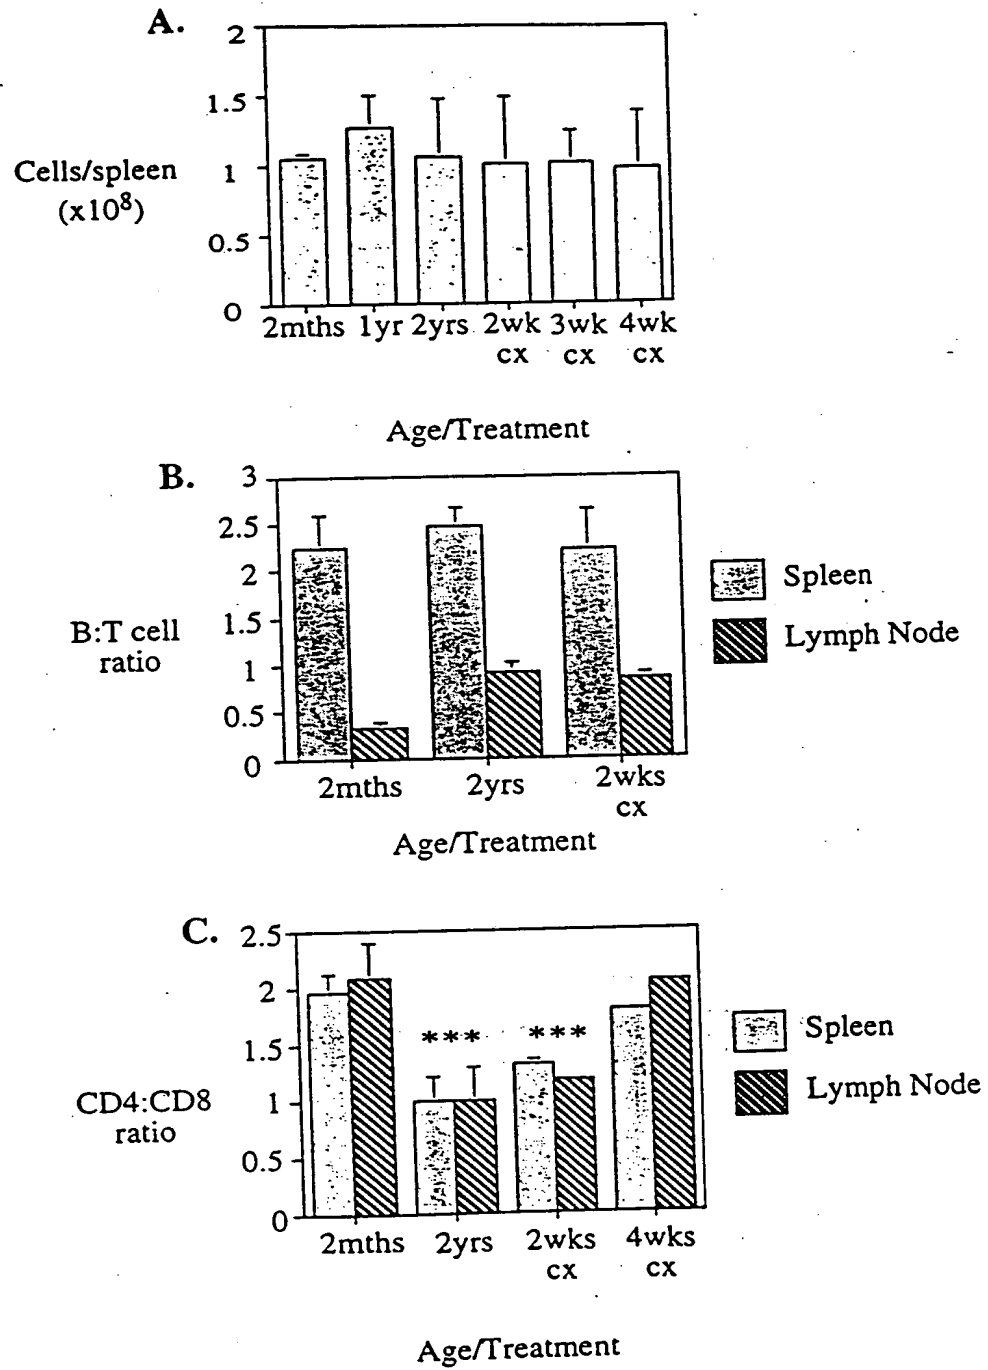 A.
2
1.5
1
0.5
0
Cells/spleen
(x10⁸)
2mths 1yr 2yrs 2wk 3wk 4wk
cx cx cx
Age/Treatment
B.
3
2.5
2
1.5
1
0.5
0
B:T cell
ratio
Spleen
Lymph Node
2mths 2yrs 2wks
cx
Age/Treatment
C.
2.5
2
1.5
1
0.5
0
CD4:CD8
ratio
*** ***
Spleen
Lymph Node
2mths 2yrs 2wks 4wks
cx cx
Age/Treatment